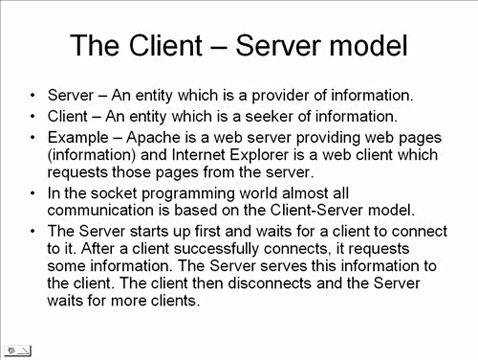 The Client – Server model
• Server – An entity which is a provider of information.
• Client – An entity which is a seeker of information.
• Example – Apache is a web server providing web pages
(information) and Internet Explorer is a web client which
requests those pages from the server.
• In the socket programming world almost all
communication is based on the Client-Server model.
• The Server starts up first and waits for a client to connect
to it. After a client successfully connects, it requests
some information. The Server serves this information to
the client. The client then disconnects and the Server
waits for more clients.